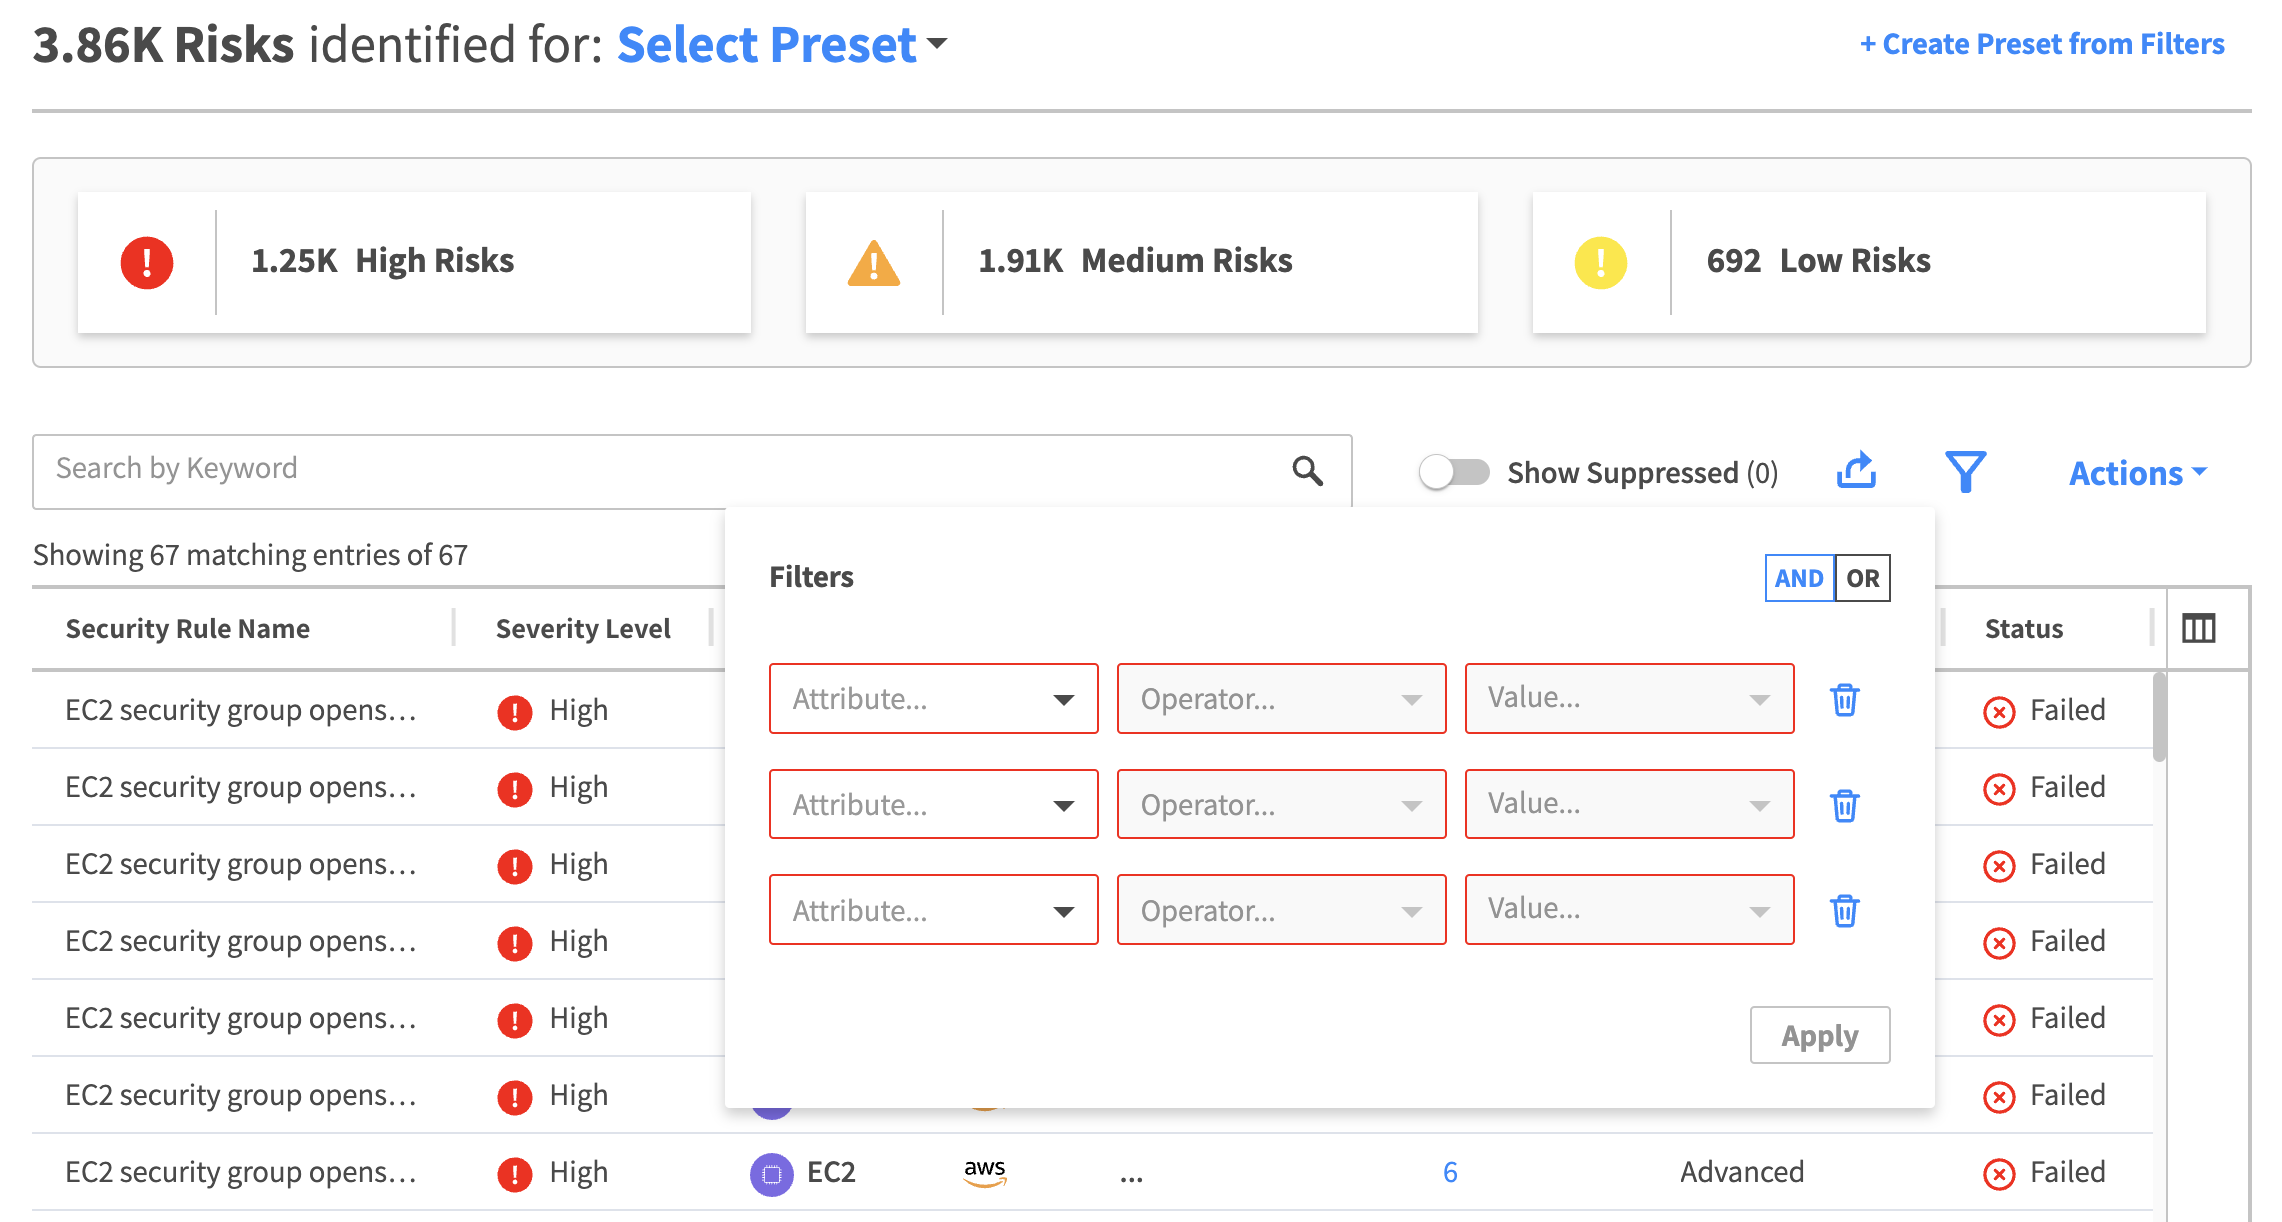 3.86K Risks identified for: Select Preset
+ Create Preset from Filters
1.25K High Risks
1.91K Medium Risks
692 Low Risks
Search by Keyword
Show Suppressed (0)
Actions
Showing 67 matching entries of 67
Filters
AND OR
Security Rule Name Severity Level Status
Attribute... Operator... Value...
Attribute... Operator... Value...
Attribute... Operator... Value...
Apply
EC2 security group opens… High Failed
EC2 security group opens… High Failed
EC2 security group opens… High Failed
EC2 security group opens… High Failed
EC2 security group opens… High Failed
EC2 security group opens… High Failed
EC2 security group opens… High EC2 aws ... 6 Advanced Failed